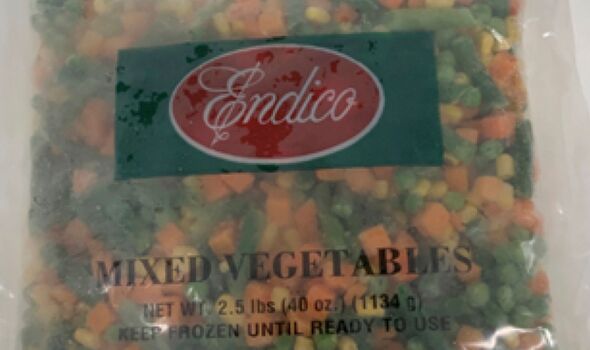 Endico
MIXED VEGETABLES
NET WT. 2.5 lbs (40 oz.) (1134 g)
KEEP FROZEN UNTIL READY TO USE